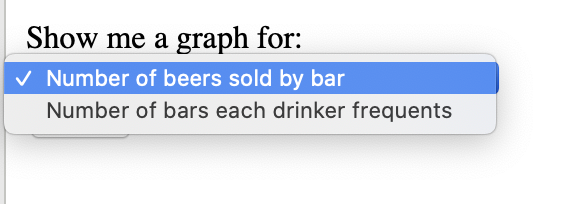 Show me a graph for:
✓ Number of beers sold by bar
Number of bars each drinker frequents